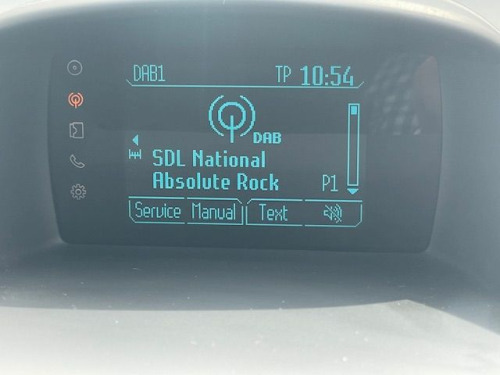 DAB1 TP 10:54
DAB
SDL National
Absolute Rock P1
Service Manual Text